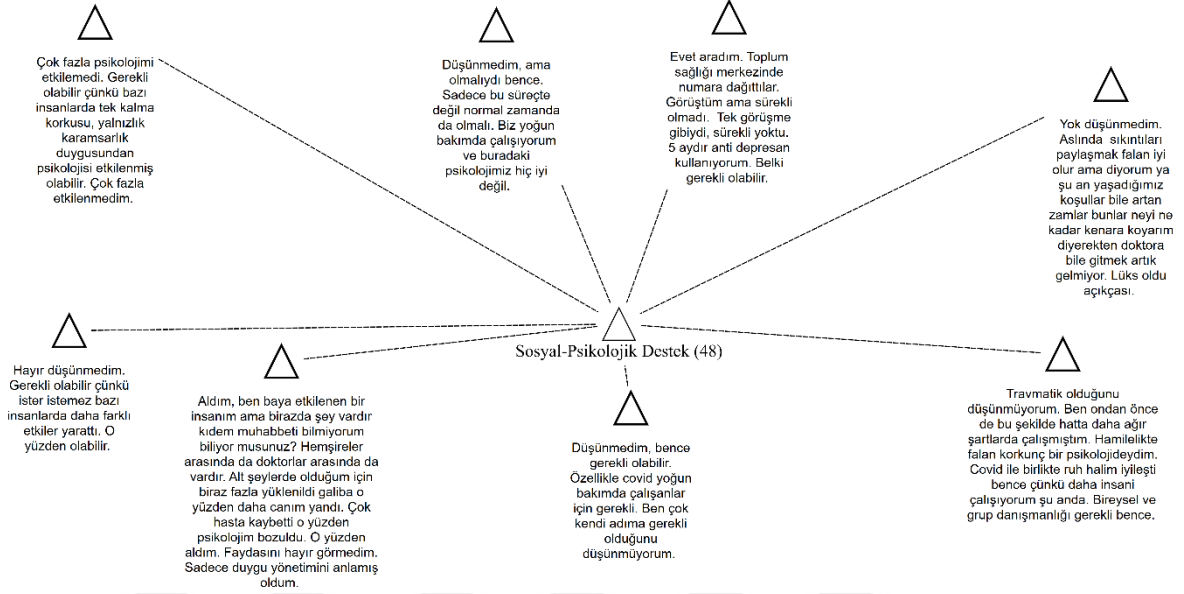 Çok fazla psikolojimi
etkilemedi. Gerekli
olabilir çünkü bazı
insanlarda tek kalma
korkusu, yalnızlık
karamsarlık
duygusundan
psikolojisi etkilenmiş
olabilir. Çok fazla
etkilenmedim.
Düşünmedim, ama
olmalıydı bence.
Sadece bu süreçte
değil normal zamanda
da olmalı. Biz yoğun
bakımda çalışıyorum
ve buradaki
psikolojimiz hiç iyi
değil.
Evet aradım. Toplum
sağlığı merkezinde
numara dağıttılar.
Görüştüm ama sürekli
olmadı. Tek görüşme
gibiydi, sürekli yoktu.
5 aydır anti depresan
kullanıyorum. Belki
gerekli olabilir.
Yok düşünmedim.
Aslında sıkıntıları
paylaşmak falan iyi
olur ama diyorum ya
şu an yaşadığımız
koşullar bile artan
zamlar bunlar neyi ne
kadar kenara koyarım
diyerekten doktora
bile gitmek artık
gelmiyor. Lüks oldu
açıkçası.
Sosyal-Psikolojik Destek (48)
Hayır düşünmedim.
Gerekli olabilir çünkü
ister istemez bazı
insanlarda daha farklı
etkiler yarattı. O
yüzden olabilir.
Aldım, ben baya etkilenen bir
insanım ama birazda şey vardır
kıdem muhabbeti bilmiyorum
biliyor musunuz? Hemşireler
arasında da doktorlar arasında da
vardır. Alt şeylerde olduğum için
biraz fazla yüklenildi galiba o
yüzden daha canım yandı. Çok
hasta kaybetti o yüzden
psikolojim bozuldu. O yüzden
aldım. Faydasını hayır görmedim.
Sadece duygu yönetimini anlamış
oldum.
Düşünmedim, bence
gerekli olabilir.
Özellikle covid yoğun
bakımda çalışanlar
için gerekli. Ben çok
kendi adıma gerekli
olduğunu
düşünmüyorum.
Travmatik olduğunu
düşünmüyorum. Ben ondan önce
de bu şekilde hatta daha ağır
şartlarda çalışmıştım. Hamilelikte
falan korkunç bir psikolojideydim.
Covid ile birlikte ruh halim iyileşti
bence çünkü daha insani
çalışıyorum şu anda. Bireysel ve
grup danışmanlığı gerekli bence.